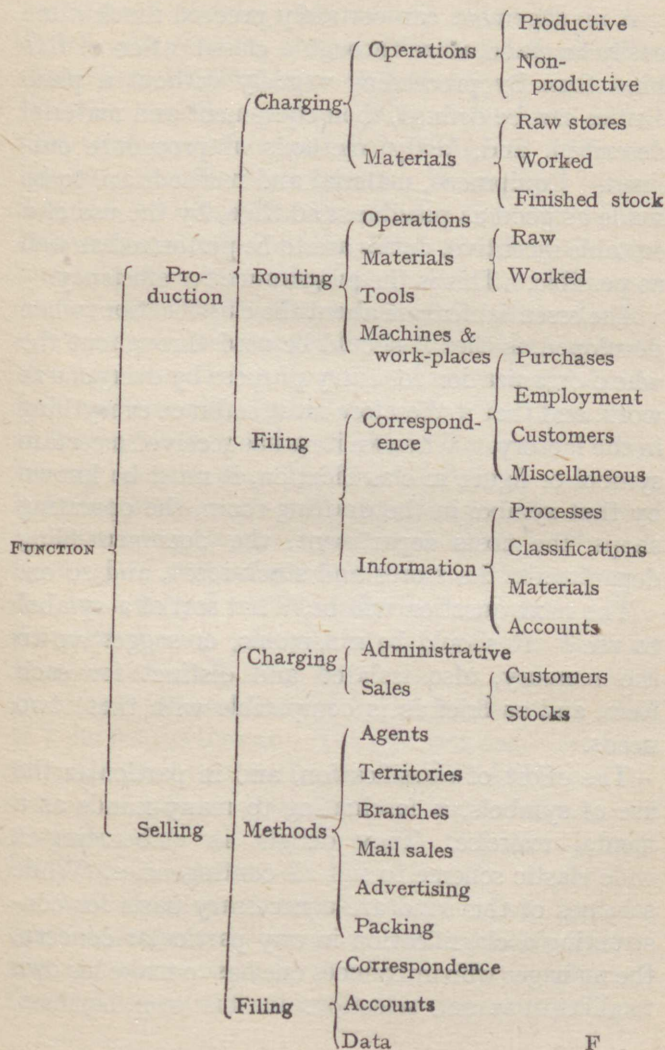 Productive
Operations
Non-
productive
Charging
Raw stores
Materials
Worked
Finished stock
Operations
Raw
Materials
Pro-
duction
Routing
Worked
Tools
Machines &
work-places
Purchases
Correspond-
ence
Employment
Filing
Customers
Miscellaneous
Processes
FUNCTION
Classifications
Information
Materials
Accounts
Charging
Administrative
Customers
Sales
Stocks
Agents
Territories
Selling
Methods
Branches
Mail sales
Advertising
Packing
Correspondence
Filing
Accounts
Data
F